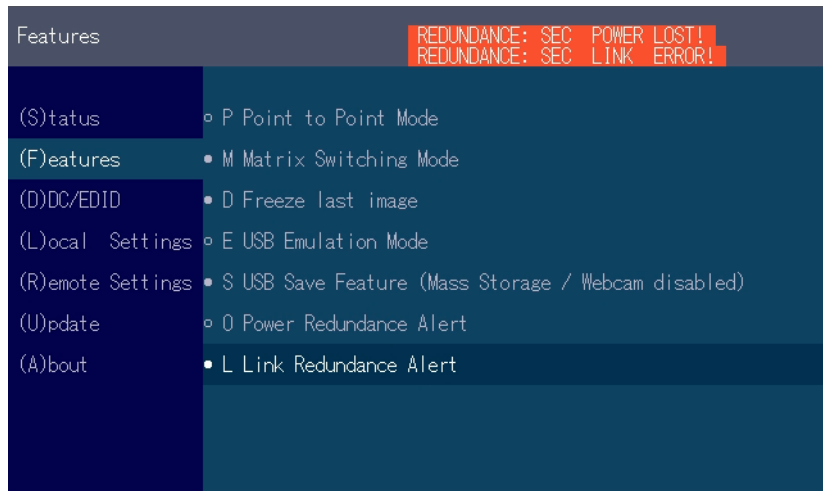 Features
REDUNDANCE: SEC POWER LOST!
REDUNDANCE: SEC LINK ERROR!
(S)tatus
P Point to Point Mode
(F)eatures
M Matrix Switching Mode
(D)DC/EDID
D Freeze last image
(L)ocal Settings
E USB Emulation Mode
(R)emote Settings
S USB Save Feature (Mass Storage / Webcam disabled)
(U)pdate
O Power Redundance Alert
(A)bout
L Link Redundance Alert